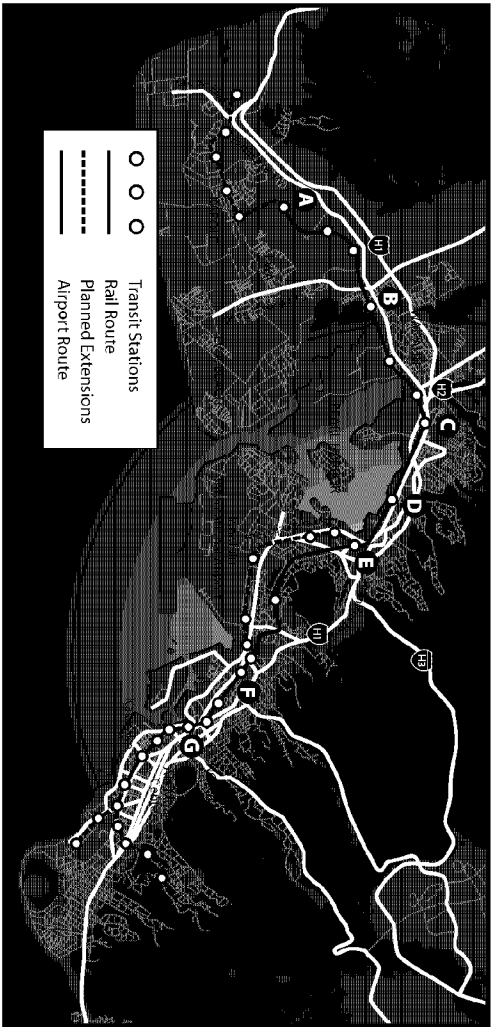 A
H1
B
H2
C
D
E
H1
H3
F
G
Transit Stations
Rail Route
Planned Extensions
Airport Route